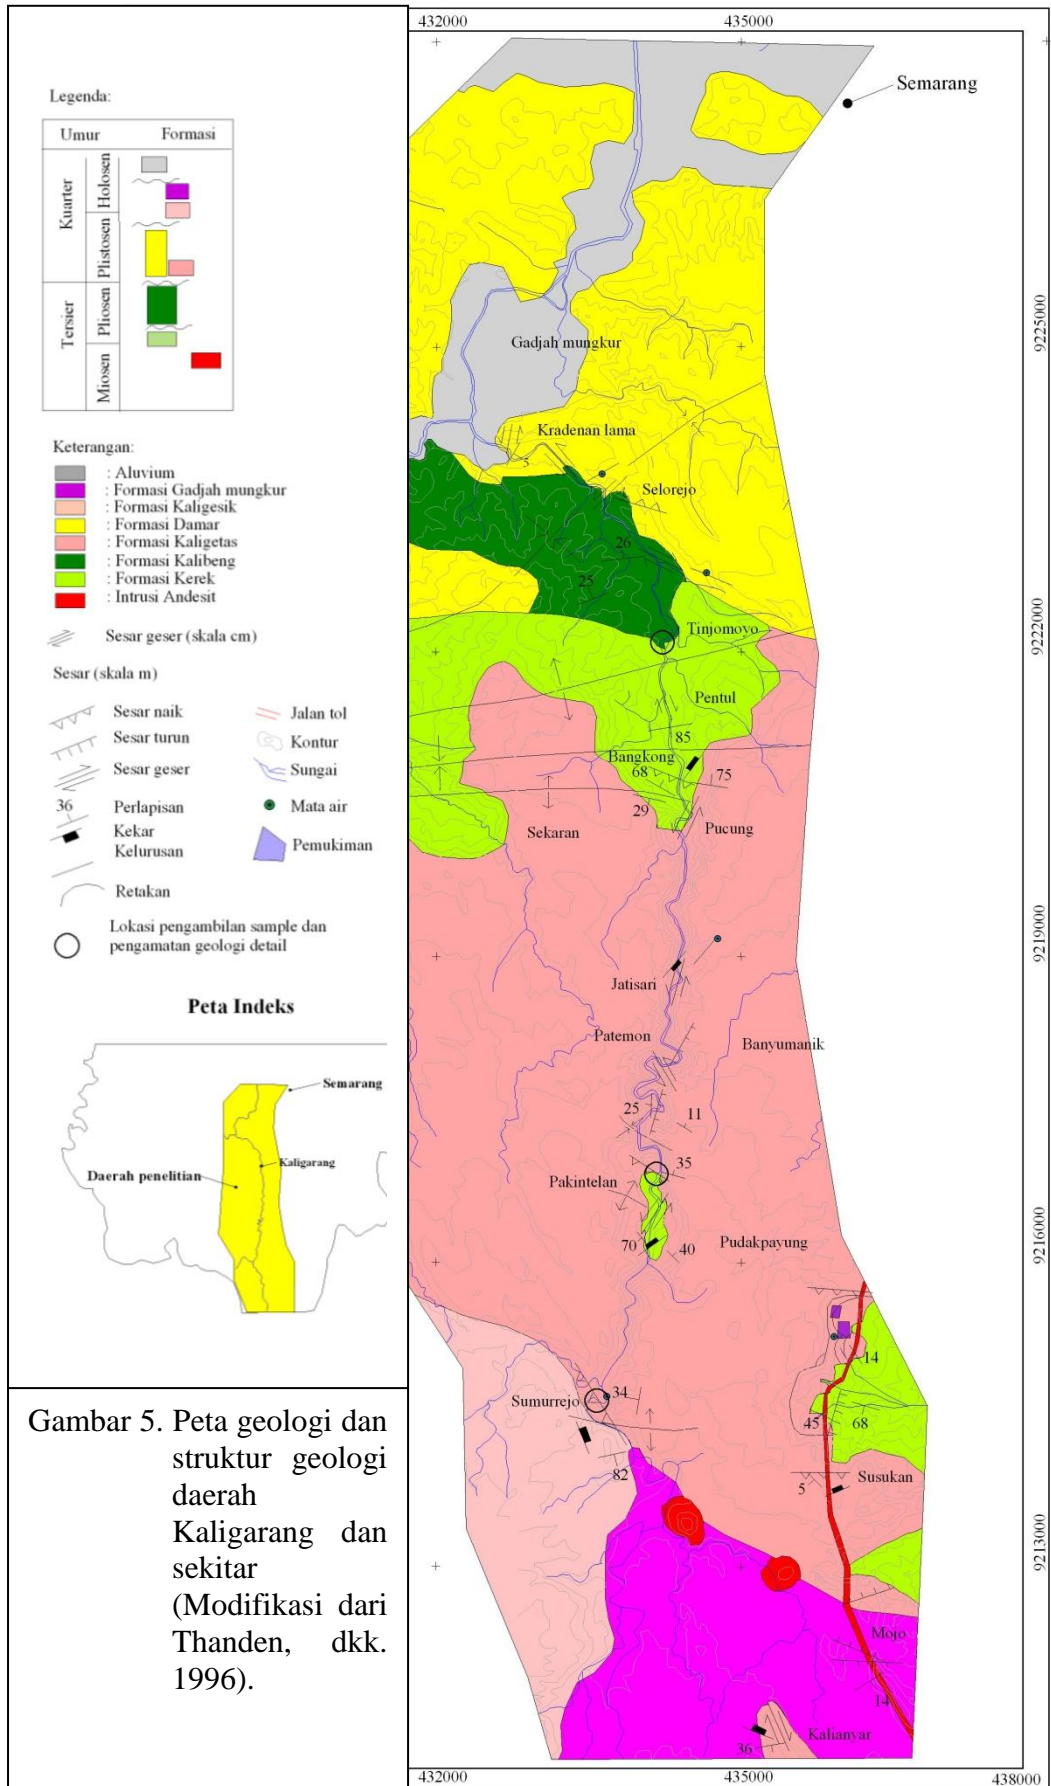 Legenda:
Umur Formasi
Kuarter
Holosen
Plistosen
Tersier
Pliosen
Miosen
Keterangan:
: Aluvium
: Formasi Gadjah mungkur
: Formasi Kaligesik
: Formasi Damar
: Formasi Kaligetas
: Formasi Kalibeng
: Formasi Kerek
: Intrusi Andesit
Sesar geser (skala cm)
Sesar (skala m)
Sesar naik
Sesar turun
Sesar geser
36 Perlapisan
Kekar
Kelurusan
Retakan
Jalan tol
Kontur
Sungai
Mata air
Pemukiman
Lokasi pengambilan sample dan
pengamatan geologi detail
Peta Indeks
Semarang
Kaligarang
Daerah penelitian
Gambar 5. Peta geologi dan
struktur geologi
daerah
Kaligarang dan
sekitar
(Modifikasi dari
Thanden, dkk.
1996).
432000 435000
Semarang
9225000
Gadjah mungkur
Kradenan lama
5
Selorejo
26
25
9222000
Tinjomoyo
Pentul
85
Bangkong
68
75
29
Sekaran
Pucung
9219000
Jatisari
Patemon
Banyumanik
25
11
35
Pakintelan
9216000
70
40
Pudakpayung
14
34
Sumurrejo
45
68
82
5
Susukan
9213000
Mojo
14
Kalianyar
36
432000 435000 438000